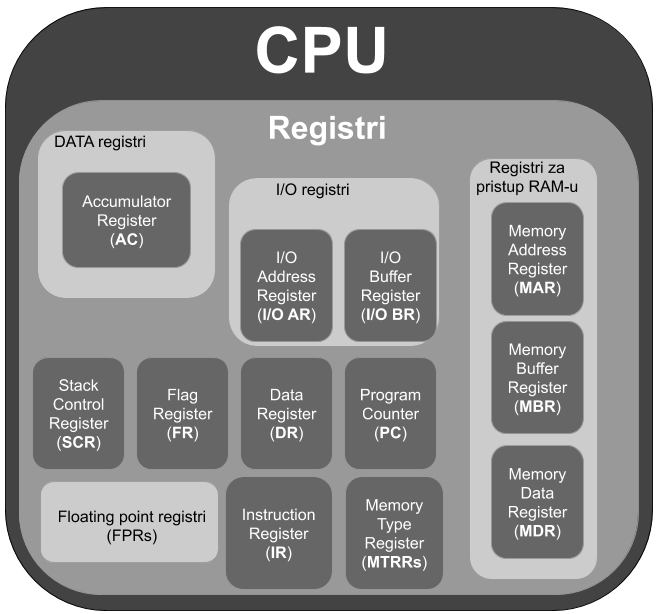 CPU
Registri
DATA registri
Accumulator
Register
(AC)
I/O registri
I/O
Address
Register
(I/O AR)
I/O
Buffer
Register
(I/O BR)
Registri za
pristup RAM-u
Memory
Address
Register
(MAR)
Memory
Buffer
Register
(MBR)
Memory
Data
Register
(MDR)
Stack
Control
Register
(SCR)
Flag
Register
(FR)
Data
Register
(DR)
Program
Counter
(PC)
Floating point registri
(FPRs)
Instruction
Register
(IR)
Memory
Type
Register
(MTRRs)